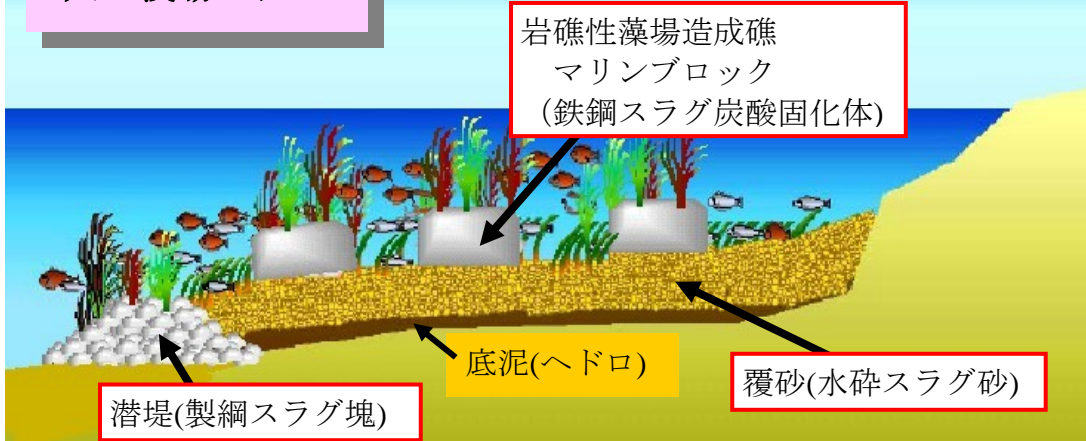 岩礁性藻場造成礁
マリンブロック
(鉄鋼スラグ炭酸固化体)
底泥(ヘドロ)
覆砂(水砕スラグ砂)
潜堤(製綱スラグ塊)